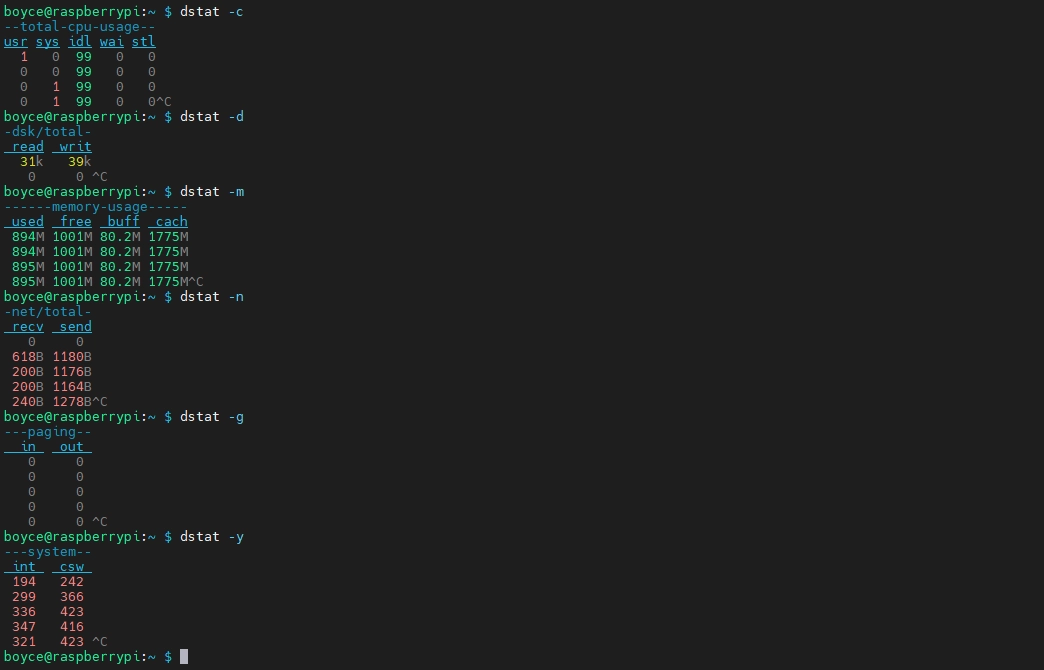 boyce@raspberrypi:~ $ dstat -c
--total-cpu-usage--
usr sys idl wai stl
  1   0  99   0   0
  0   0  99   0   0
  0   1  99   0   0
  0   1  99   0   0^C
boyce@raspberrypi:~ $ dstat -d
-dsk/total-
 read  writ
  31k   39k
   0     0 ^C
boyce@raspberrypi:~ $ dstat -m
------memory-usage-----
 used  free  buff  cach
 894M 1001M 80.2M 1775M
 894M 1001M 80.2M 1775M
 895M 1001M 80.2M 1775M
 895M 1001M 80.2M 1775M^C
boyce@raspberrypi:~ $ dstat -n
-net/total-
 recv  send
   0     0
 618B 1180B
 200B 1176B
 200B 1164B
 240B 1278B^C
boyce@raspberrypi:~ $ dstat -g
---paging--
  in   out
   0     0
   0     0
   0     0
   0     0
   0     0 ^C
boyce@raspberrypi:~ $ dstat -y
---system--
 int   csw
 194   242
 299   366
 336   423
 347   416
 321   423 ^C
boyce@raspberrypi:~ $